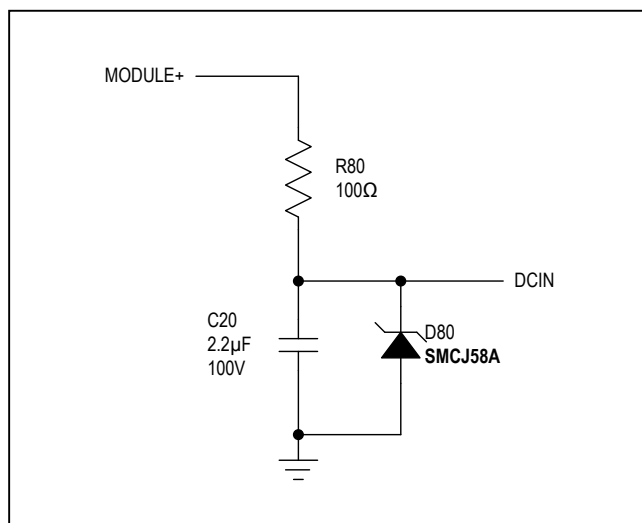 MODULE+
R80
100Ω
DCIN
C20
2.2µF
100V
D80
SMCJ58A